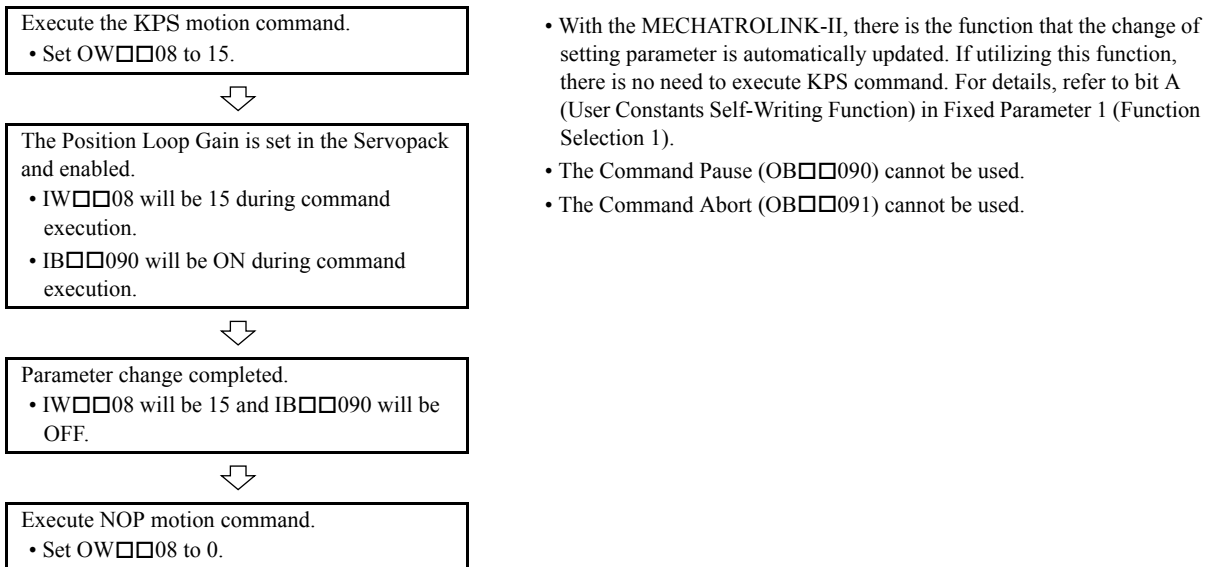 Execute the KPS motion command.
• Set OW□□08 to 15.
The Position Loop Gain is set in the Servopack
and enabled.
• IW□□08 will be 15 during command
execution.
• IB□□090 will be ON during command
execution.
Parameter change completed.
• IW□□08 will be 15 and IB□□090 will be
OFF.
Execute NOP motion command.
• Set OW□□08 to 0.
• With the MECHATROLINK-II, there is the function that the change of
setting parameter is automatically updated. If utilizing this function,
there is no need to execute KPS command. For details, refer to bit A
(User Constants Self-Writing Function) in Fixed Parameter 1 (Function
Selection 1).
• The Command Pause (OB□□090) cannot be used.
• The Command Abort (OB□□091) cannot be used.